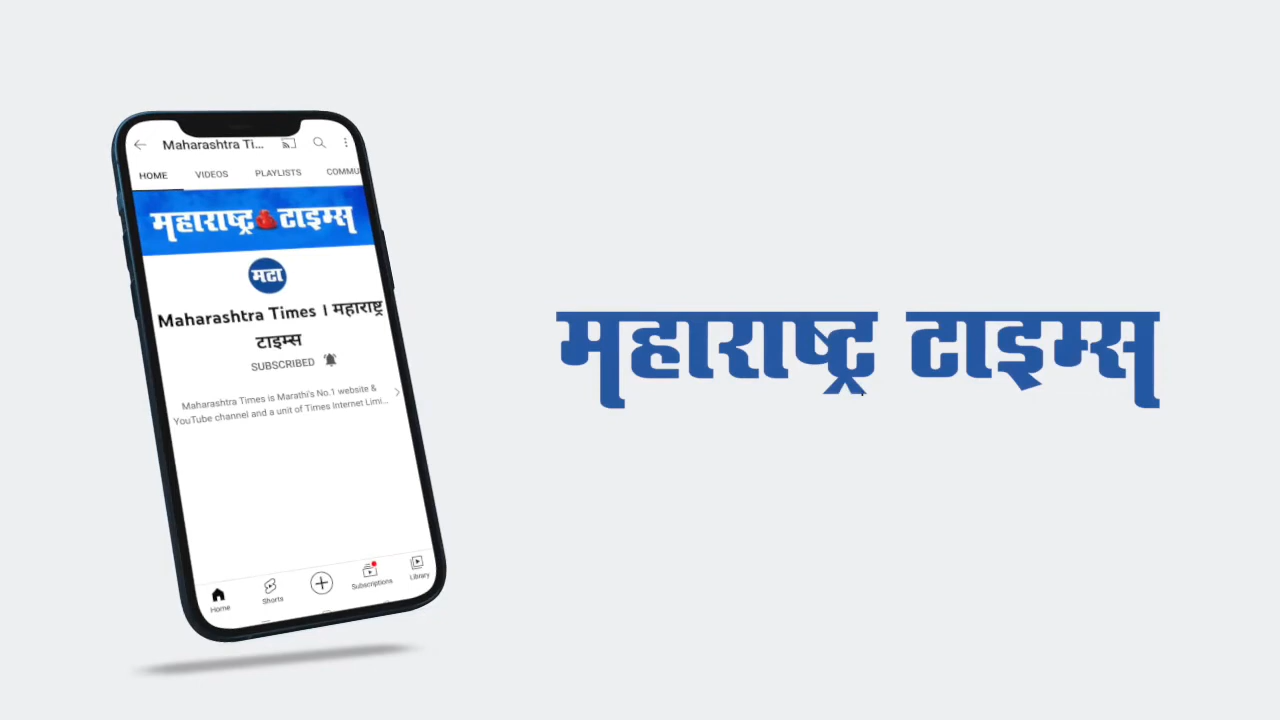 Maharashtra Ti...
HOME VIDEOS PLAYLISTS COMMU
महाराष्ट्र टाइम्स
मटा
Maharashtra Times । महाराष्ट्र
टाइम्स
SUBSCRIBED
Maharashtra Times is Marathi's No.1 website &
YouTube channel and a unit of Times Internet Limi...
Home Shorts Subscriptions Library
महाराष्ट्र टाइम्स